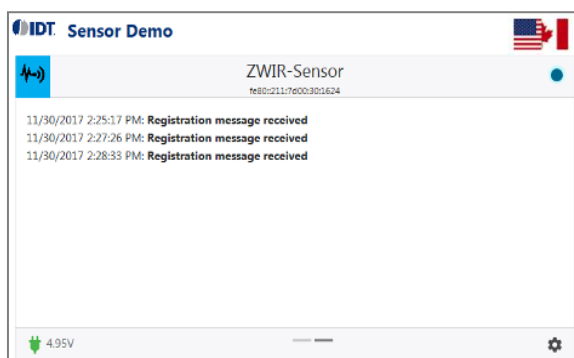 IDT. Sensor Demo
ZWIR-Sensor
fe80::211:7d00:30:1624
11/30/2017 2:25:17 PM: Registration message received
11/30/2017 2:27:26 PM: Registration message received
11/30/2017 2:28:33 PM: Registration message received
4.95V